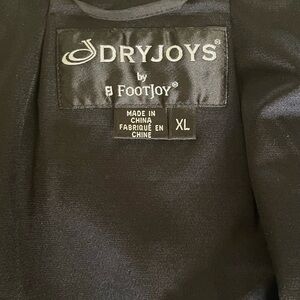 DRYJOYS®
by
FOOTJOY®
MADE IN
CHINA
FABRIQUÉ EN
CHINE
XL